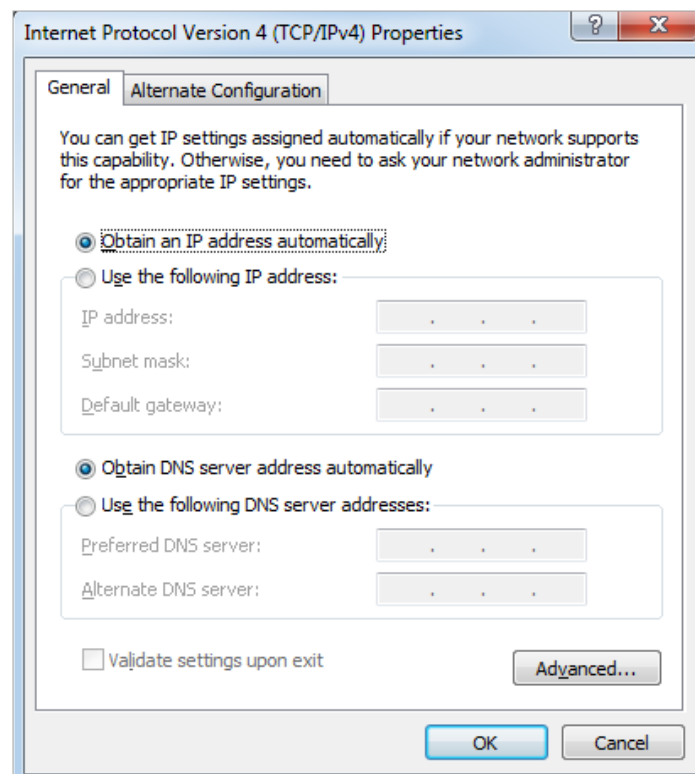 Internet Protocol Version 4 (TCP/IPv4) Properties
General
Alternate Configuration
You can get IP settings assigned automatically if your network supports
this capability. Otherwise, you need to ask your network administrator
for the appropriate IP settings.
Obtain an IP address automatically
Use the following IP address:
IP address:
Subnet mask:
Default gateway:
Obtain DNS server address automatically
Use the following DNS server addresses:
Preferred DNS server:
Alternate DNS server:
Validate settings upon exit
Advanced...
OK
Cancel